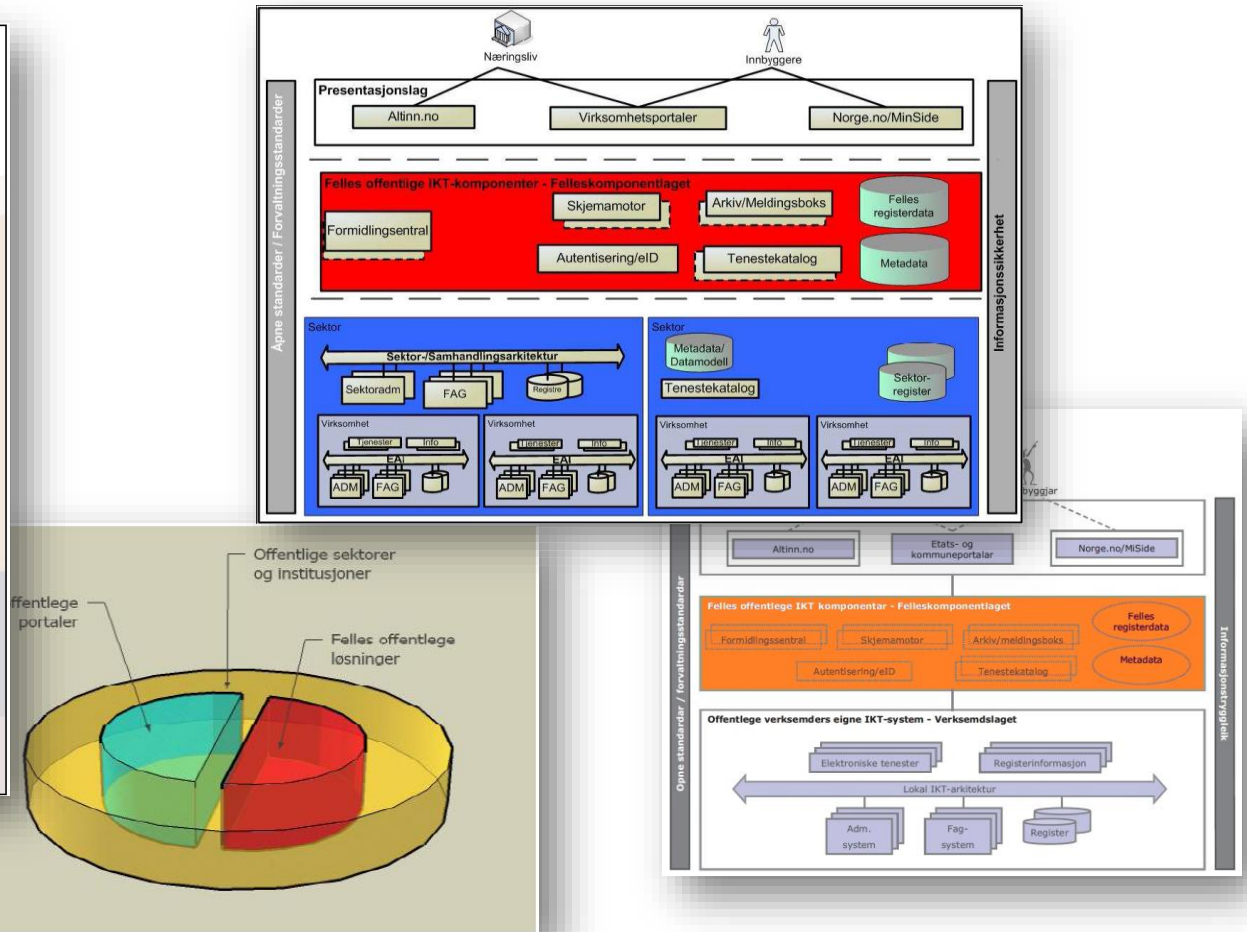 Næringsliv
Innbyggere
Åpne standarder / Forvaltningsstandarder
Informasjonssikkerhet
Presentasjonslag
Altinn.no
Virksomhetsportaler
Norge.no/MinSide
Felles offentlige IKT-komponenter - Felleskomponentlaget
Formidlingsentral
Skjemamotor
Arkiv/Meldingsboks
Felles
registerdata
Autentisering/eID
Tenestekatalog
Metadata
Sektor
Sektor-/Samhandlingsarkitektur
Sektoradm
FAG
Registre
Virksomhet
Tjenester
Info
EAI
ADM
FAG
Virksomhet
Tjenester
Info
EAI
ADM
FAG
Sektor
Metadata/
Datamodell
Tenestekatalog
Sektor-
register
Virksomhet
Tjenester
Info
EAI
ADM
FAG
Virksomhet
Tjenester
Info
EAI
ADM
FAG
Offentlige sektorer
og institusjoner
ffentlege
portaler
Felles offentlege
løsninger
byggjar
Opne standardar / forvaltningsstandardar
Informasjonstryggleik
Altinn.no
Etats- og
kommuneportalar
Norge.no/MiSide
Felles offentlege IKT komponentar - Felleskomponentlaget
Formidlingssentral
Skjemamotor
Arkiv/meldingsboks
Felles
registerdata
Autentisering/eID
Tenestekatalog
Metadata
Offentlege verksemders eigne IKT-system - Verksemdslaget
Elektroniske tenester
Registerinformasjon
Lokal IKT-arkitektur
Adm.
system
Fag-
system
Register